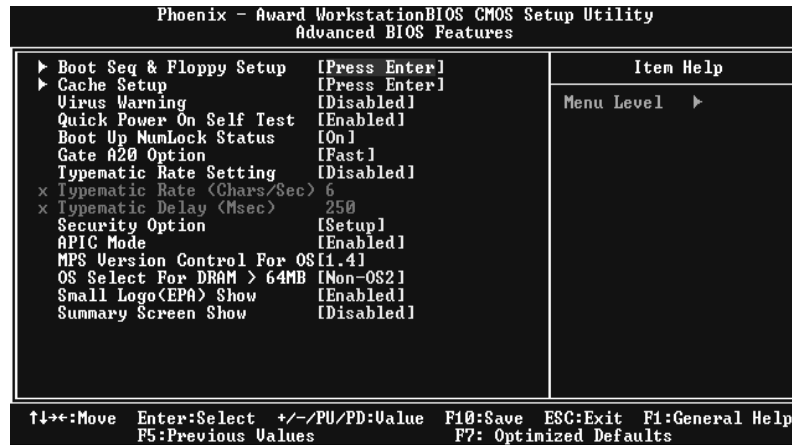 Phoenix - Award WorkstationBIOS CMOS Setup Utility
Advanced BIOS Features
▶ Boot Seq & Floppy Setup [Press Enter]
▶ Cache Setup [Press Enter]
Virus Warning [Disabled]
Quick Power On Self Test [Enabled]
Boot Up NumLock Status [On]
Gate A20 Option [Fast]
Typematic Rate Setting [Disabled]
x Typematic Rate (Chars/Sec) 6
x Typematic Delay (Msec) 250
Security Option [Setup]
APIC Mode [Enabled]
MPS Version Control For OS[1.4]
OS Select For DRAM > 64MB [Non-OS2]
Small Logo(EPA) Show [Enabled]
Summary Screen Show [Disabled]
Item Help
Menu Level ▶
↑↓→←:Move Enter:Select +/-/PU/PD:Value F10:Save ESC:Exit F1:General Help
F5:Previous Values F7: Optimized Defaults